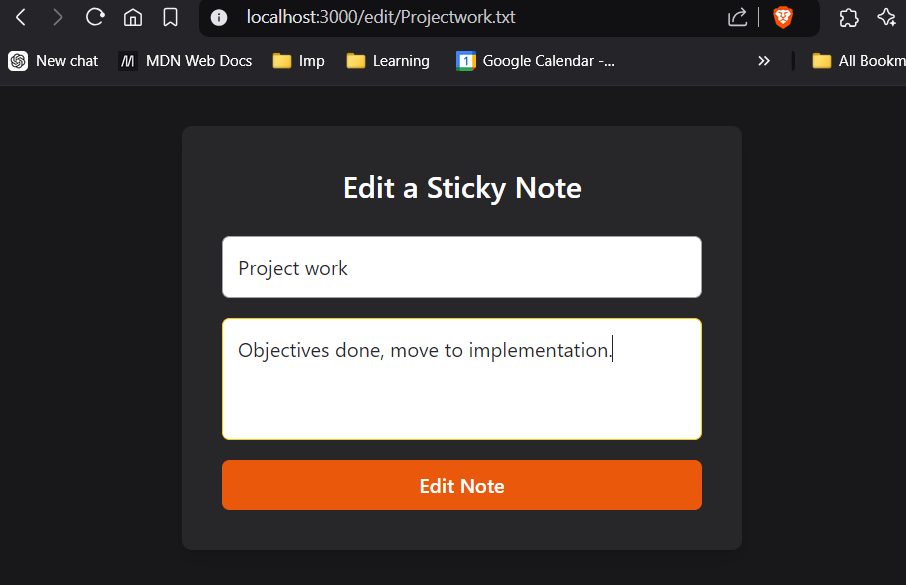 localhost:3000/edit/Projectwork.txt
New chat
MDN Web Docs
Imp
Learning
1
Google Calendar -...
»
All Bookm
Edit a Sticky Note
Project work
Objectives done, move to implementation.
Edit Note